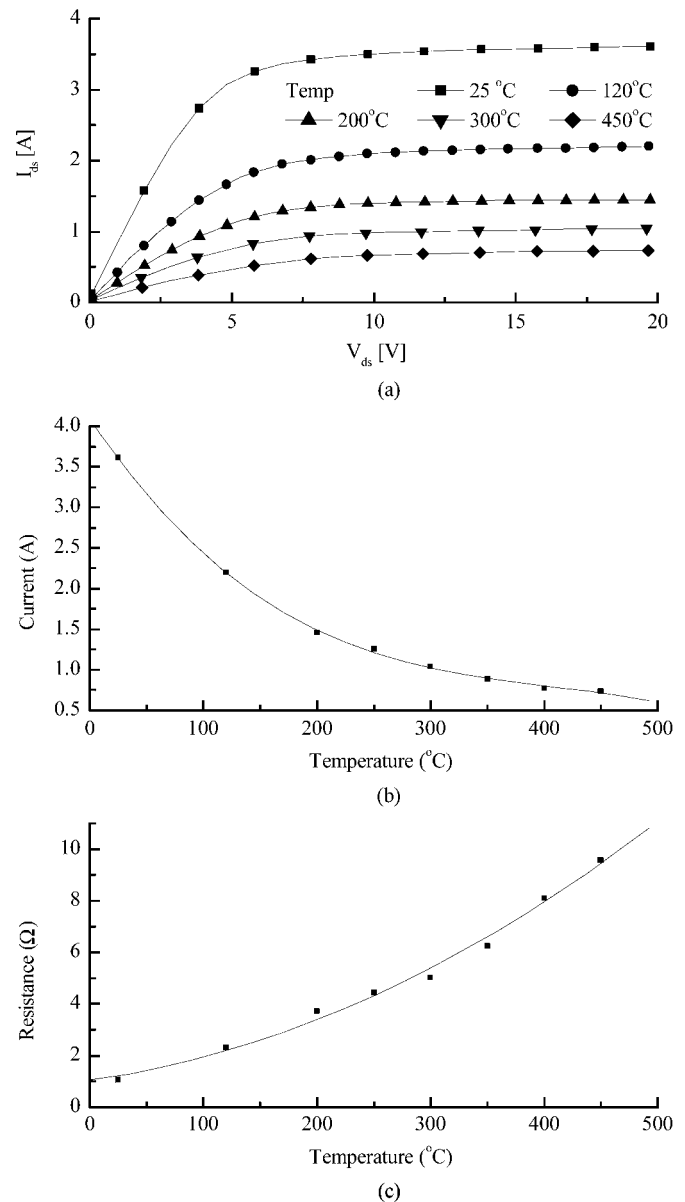 4
3
2
1
0
I_ds [A]
Temp
25 °C
120°C
200°C
300°C
450°C
0
5
10
15
20
V_ds [V]
(a)
4.0
3.5
3.0
2.5
2.0
1.5
1.0
0.5
Current (A)
0
100
200
300
400
500
Temperature (°C)
(b)
10
8
6
4
2
0
Resistance (Ω)
0
100
200
300
400
500
Temperature (°C)
(c)